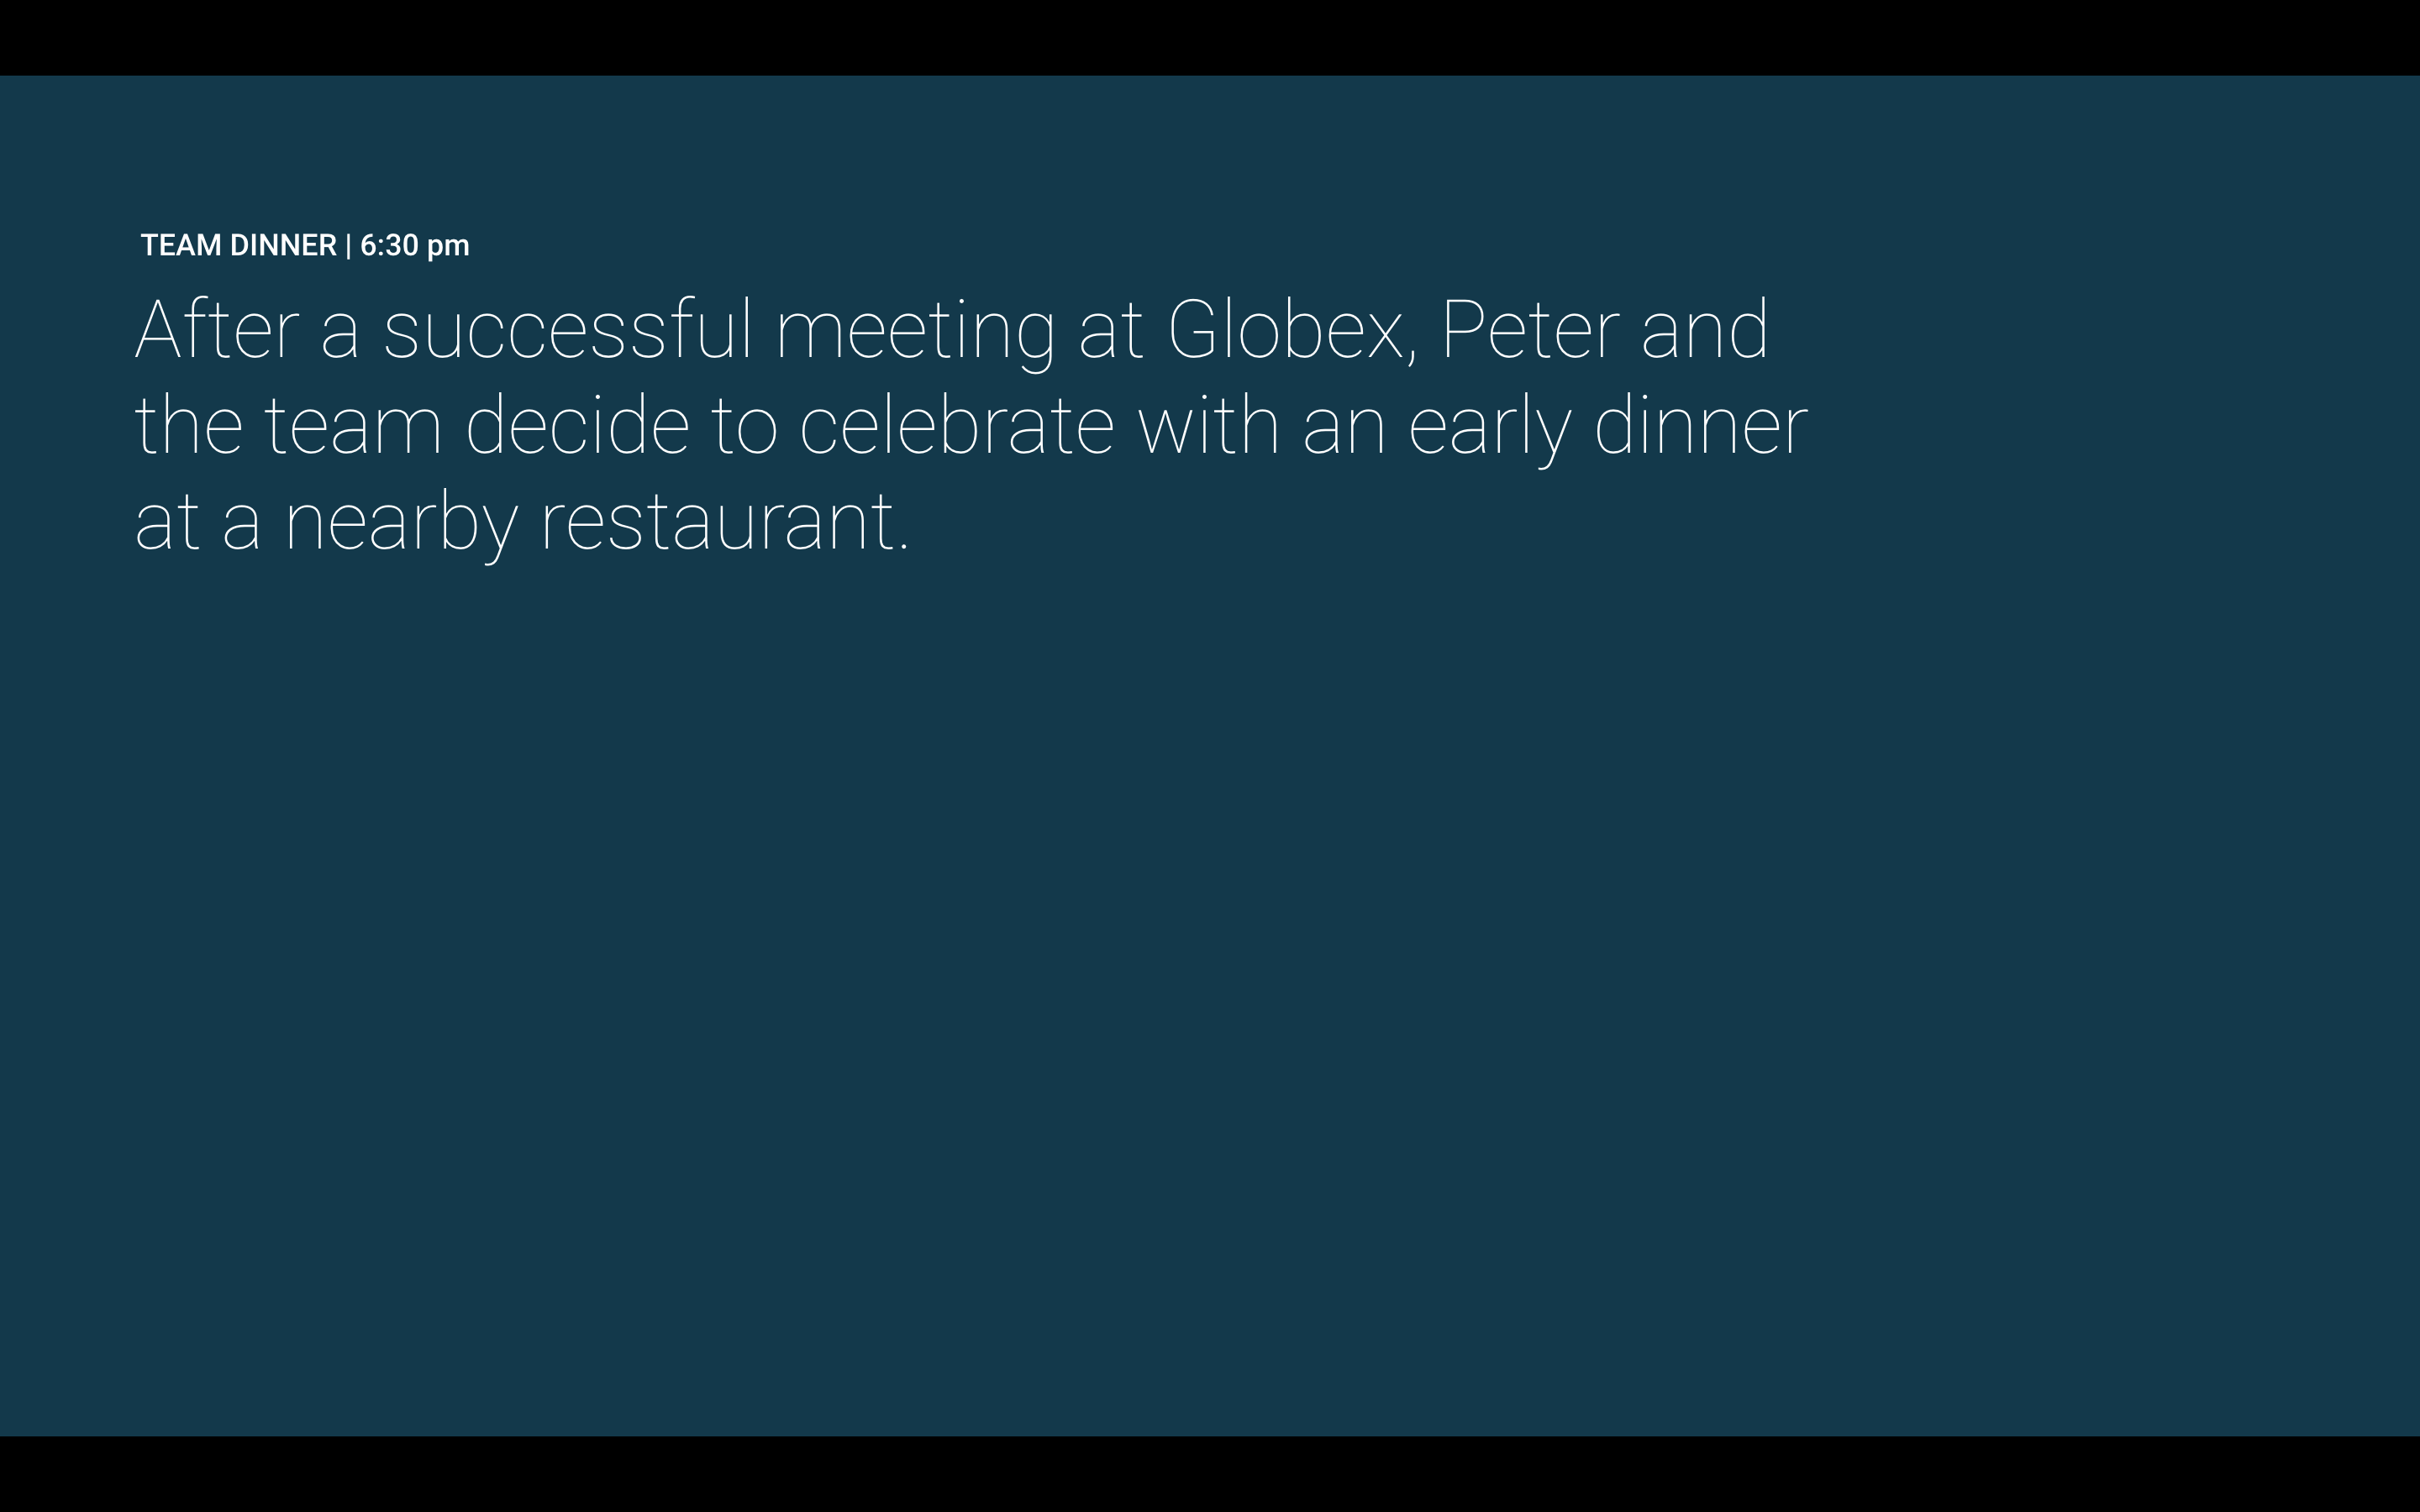 TEAM DINNER | 6:30 pm
After a successful meeting at Globex, Peter and
the team decide to celebrate with an early dinner
at a nearby restaurant.